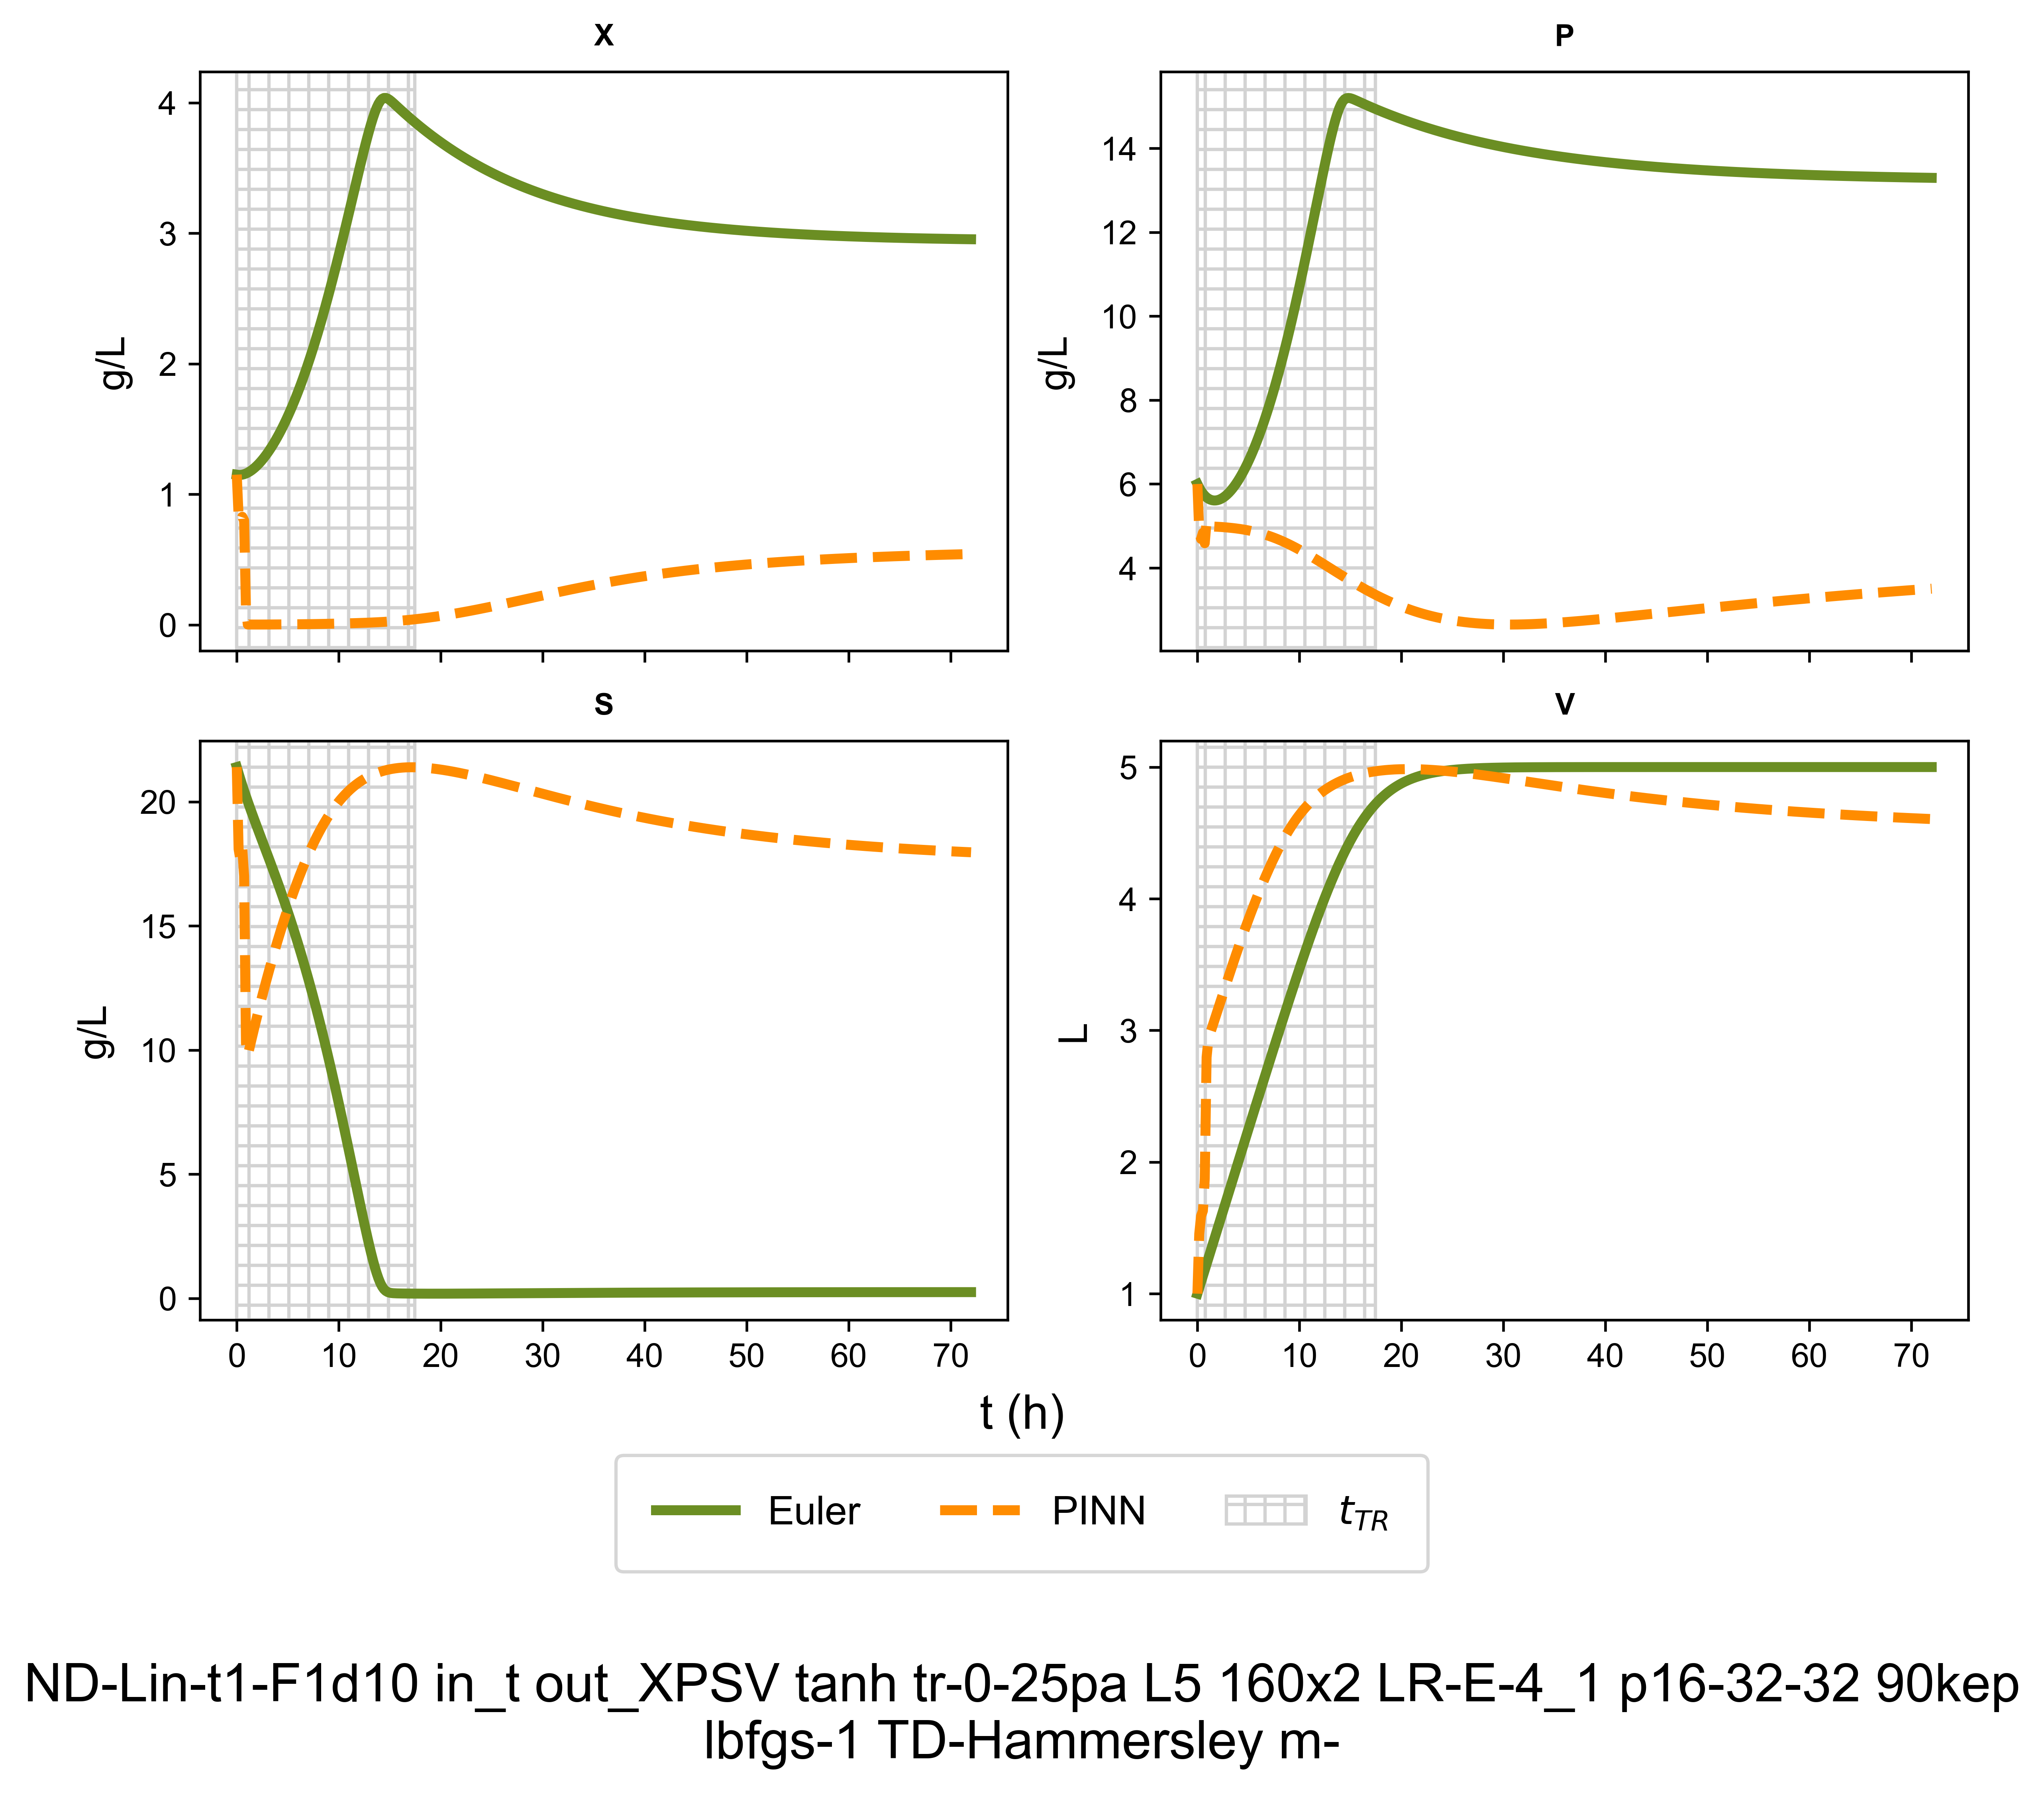 X
P
4
3
2
1
0
g/L
14
12
10
8
6
4
g/L
S
V
20
15
10
5
0
g/L
5
4
3
2
1
L
0 10 20 30 40 50 60 70
0 10 20 30 40 50 60 70
t (h)
Euler PINN t_TR
ND-Lin-t1-F1d10 in_t out_XPSV tanh tr-0-25pa L5 160x2 LR-E-4_1 p16-32-32 90kep
lbfgs-1 TD-Hammersley m-